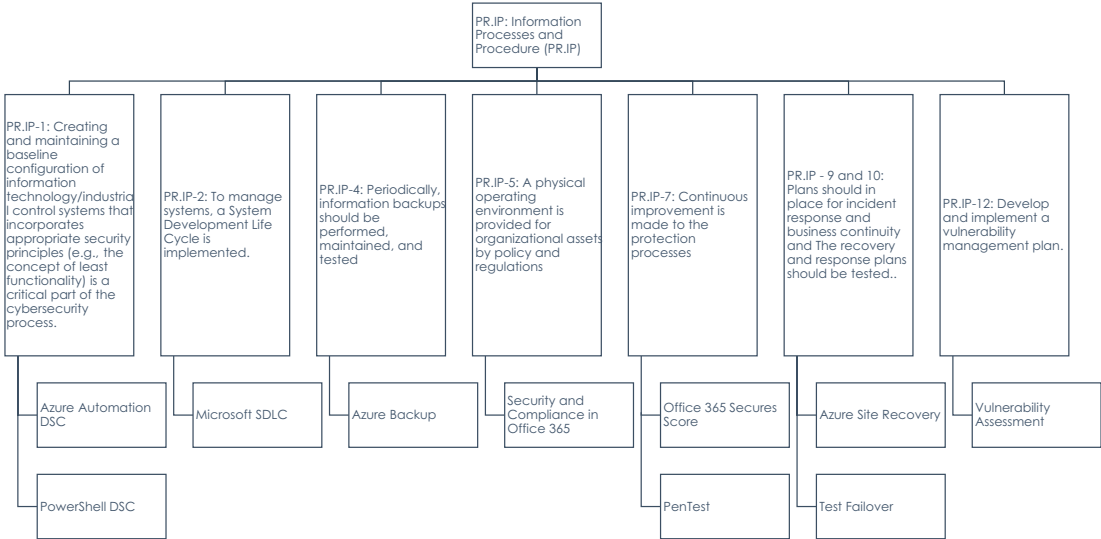 PR.IP: Information
Processes and
Procedure (PR.IP)
PR.IP-1: Creating
and maintaining a
baseline
configuration of
information
technology/industria
l control systems that
incorporates
appropriate security
principles (e.g., the
concept of least
functionality) is a
critical part of the
cybersecurity
process.
PR.IP-2: To manage
systems, a System
Development Life
Cycle is
implemented.
PR.IP-4: Periodically,
information backups
should be
performed,
maintained, and
tested
PR.IP-5: A physical
operating
environment is
provided for
organizational assets
by policy and
regulations
PR.IP-7: Continuous
improvement is
made to the
protection
processes
PR.IP - 9 and 10:
Plans should in
place for incident
response and
business continuity
and The recovery
and response plans
should be tested..
PR.IP-12: Develop
and implement a
vulnerability
management plan.
Azure Automation
DSC
Microsoft SDLC
Azure Backup
Security and
Compliance in
Office 365
Office 365 Secures
Score
Azure Site Recovery
Vulnerability
Assessment
PowerShell DSC
PenTest
Test Failover